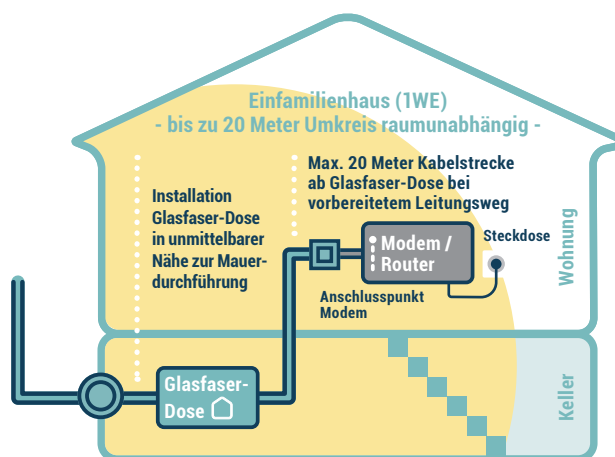 Einfamilienhaus (1WE)
- bis zu 20 Meter Umkreis raumunabhängig -
Max. 20 Meter Kabelstrecke
ab Glasfaser-Dose bei
vorbereitetem Leitungsweg
Installation
Glasfaser-Dose
in unmittelbarer
Nähe zur Mauer-
durchführung
Modem /
Router
Steckdose
Anschlusspunkt
Modem
Wohnung
Glasfaser-
Dose
Keller